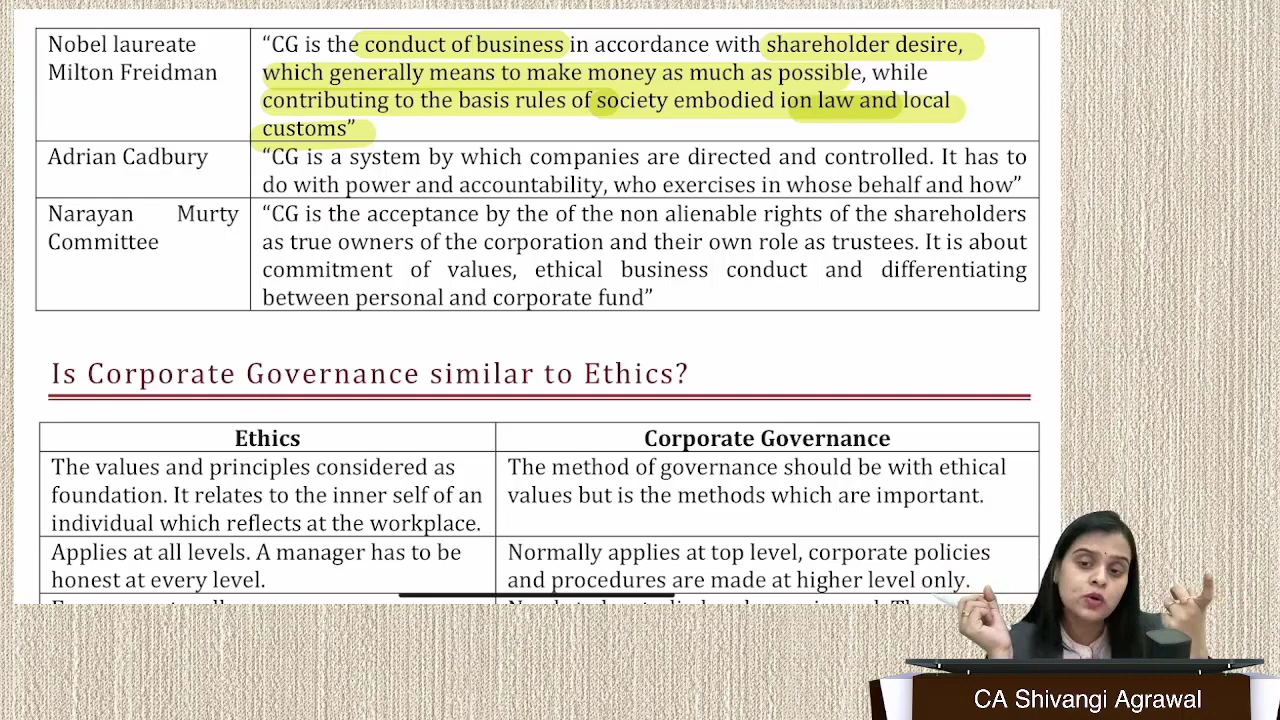 Nobel laureate
Milton Freidman
“CG is the conduct of business in accordance with shareholder desire,
which generally means to make money as much as possible, while
contributing to the basis rules of society embodied ion law and local
customs”
Adrian Cadbury
“CG is a system by which companies are directed and controlled. It has to
do with power and accountability, who exercises in whose behalf and how”
Narayan Murty
Committee
“CG is the acceptance by the of the non alienable rights of the shareholders
as true owners of the corporation and their own role as trustees. It is about
commitment of values, ethical business conduct and differentiating
between personal and corporate fund”
Is Corporate Governance similar to Ethics?
Ethics
Corporate Governance
The values and principles considered as
foundation. It relates to the inner self of an
individual which reflects at the workplace.
The method of governance should be with ethical
values but is the methods which are important.
Applies at all levels. A manager has to be
honest at every level.
Normally applies at top level, corporate policies
and procedures are made at higher level only.
CA Shivangi Agrawal